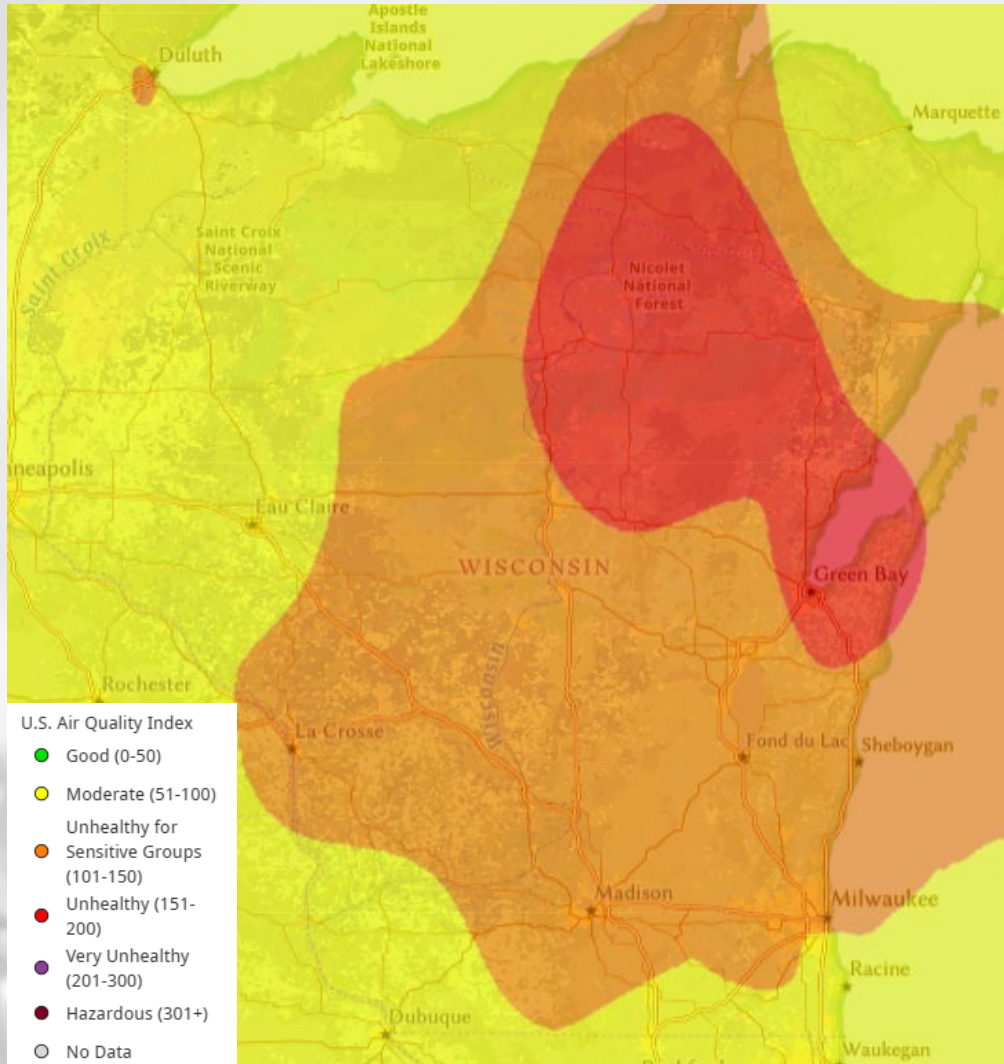 Apostle
Islands
National
Lakeshore
Duluth
Marquette
Saint Croix
National
Scenic
Riverway
Saint Croix
Nicolet
National
Forest
nneapolis
Eau Claire
WISCONSIN
Green Bay
Wisconsin
Rochester
La Crosse
Fond du Lac
Sheboygan
Madison
Milwaukee
Racine
Dubuque
Waukegan
U.S. Air Quality Index
Good (0-50)
Moderate (51-100)
Unhealthy for
Sensitive Groups
(101-150)
Unhealthy (151-
200)
Very Unhealthy
(201-300)
Hazardous (301+)
No Data